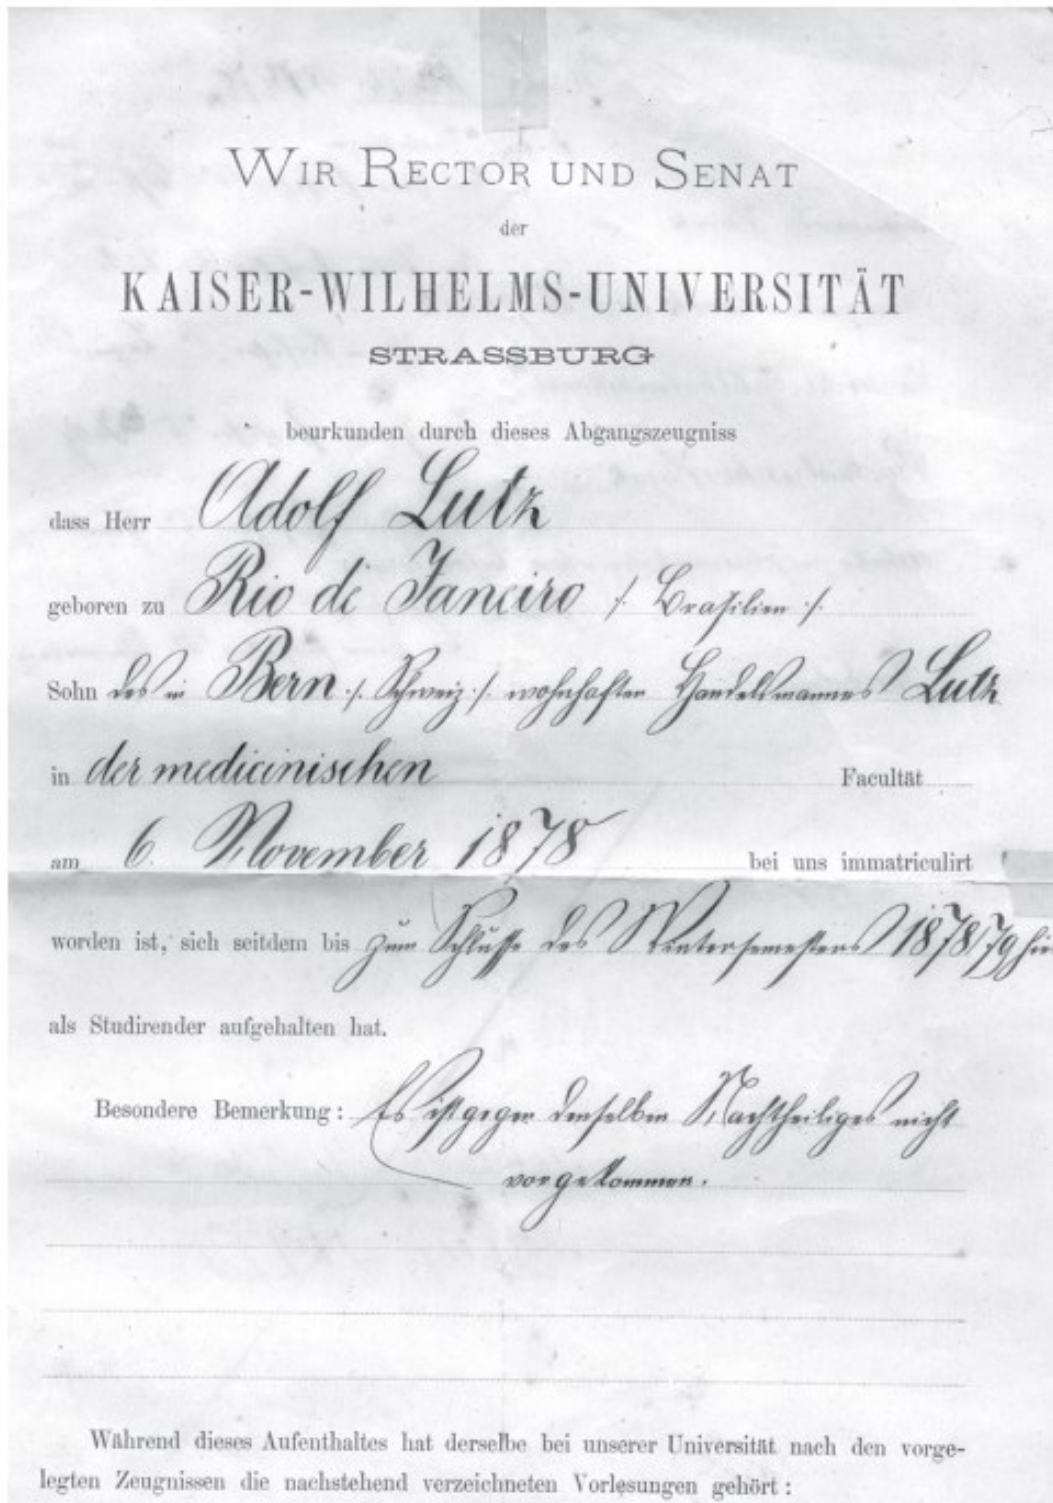 WIR RECTOR UND SENAT
der
KAISER-WILHELMS-UNIVERSITÄT
STRASSBURG
beurkunden durch dieses Abgangszeugniss
dass Herr Adolf Lutz
geboren zu Rio de Janeiro /: Brasilien :/.
Sohn des in Bern /: Schweiz :/. wohnhaften Handelsmannes Lutz
in der medicinischen Facultät
am 6. November 1878 bei uns immatriculirt
worden ist, sich seitdem bis zum Schlusse des Wintersemesters 1878/79 hier
als Studirender aufgehalten hat.
Besondere Bemerkung: Es ist gegen denselben Nachtheiliges nicht
vorgekommen.
Während dieses Aufenthaltes hat derselbe bei unserer Universität nach den vorge-
legten Zeugnissen die nachstehend verzeichneten Vorlesungen gehört: